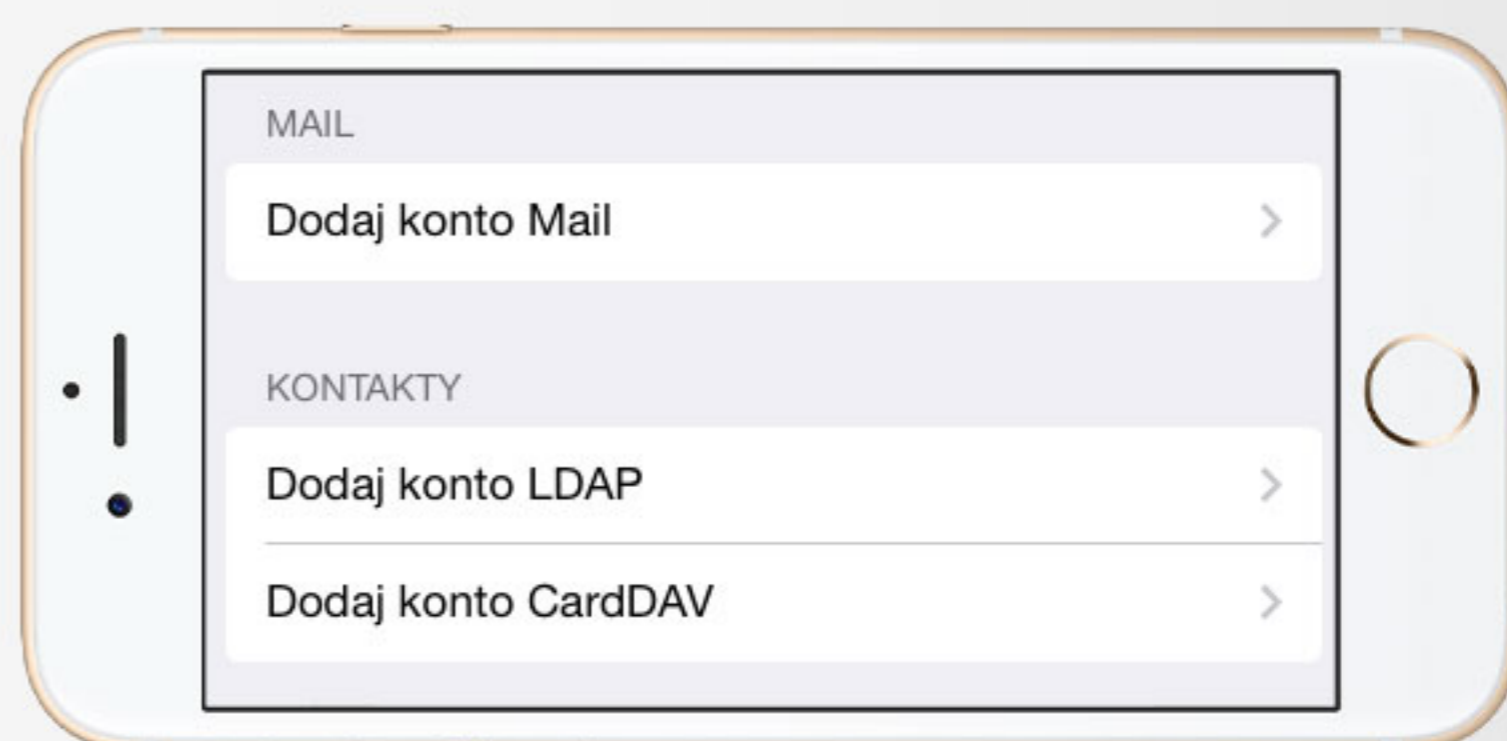 MAIL
Dodaj konto Mail
KONTAKTY
Dodaj konto LDAP
Dodaj konto CardDAV